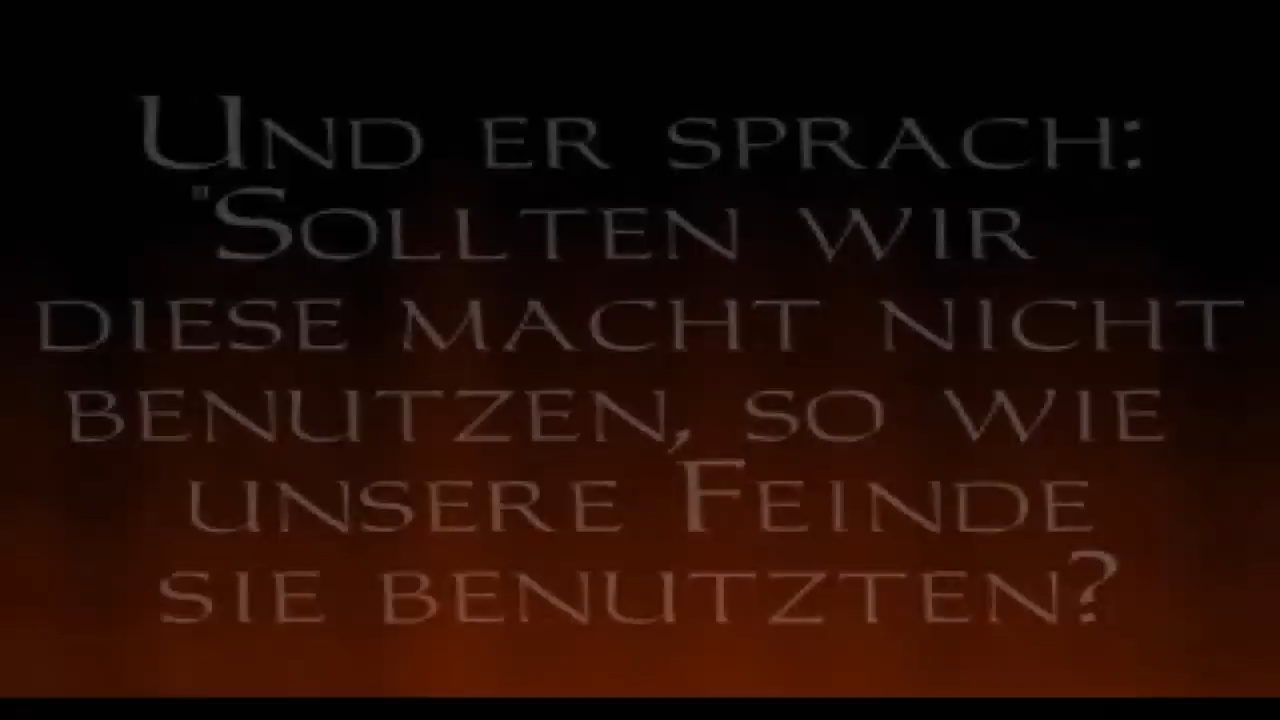 Und er sprach:
"Sollten wir
diese macht nicht
benutzen, so wie
unsere Feinde
sie benutzten?